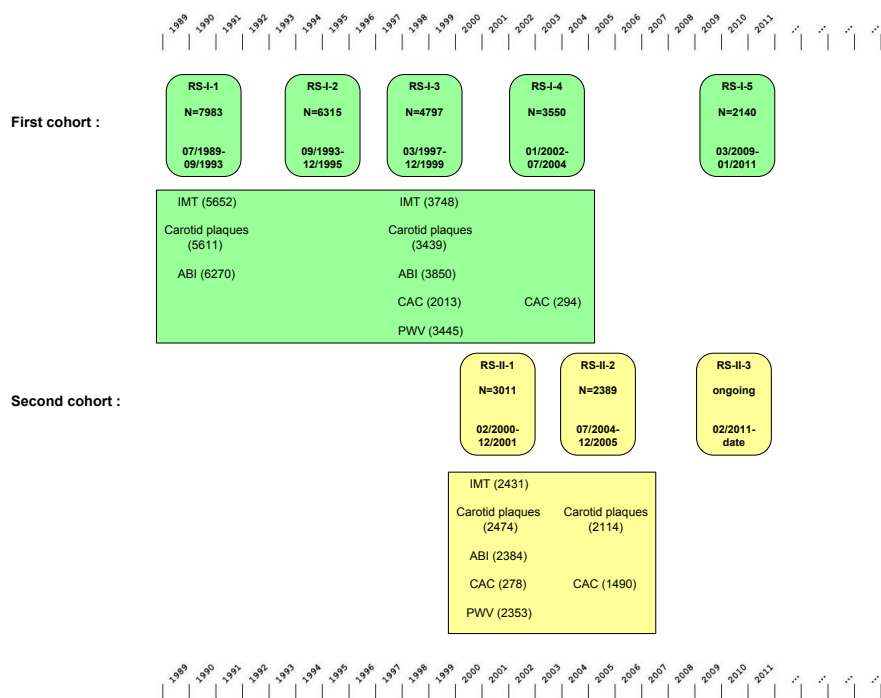 1989 1990 1991 1992 1993 1994 1995 1996 1997 1998 1999 2000 2001 2002 2003 2004 2005 2006 2007 2008 2009 2010 2011 ... ... ... ...
First cohort :
RS-I-1
N=7983
07/1989-
09/1993
RS-I-2
N=6315
09/1993-
12/1995
RS-I-3
N=4797
03/1997-
12/1999
RS-I-4
N=3550
01/2002-
07/2004
RS-I-5
N=2140
03/2009-
01/2011
IMT (5652)
Carotid plaques
(5611)
ABI (6270)
IMT (3748)
Carotid plaques
(3439)
ABI (3850)
CAC (2013)
PWV (3445)
CAC (294)
Second cohort :
RS-II-1
N=3011
02/2000-
12/2001
RS-II-2
N=2389
07/2004-
12/2005
RS-II-3
ongoing
02/2011-
date
IMT (2431)
Carotid plaques
(2474)
ABI (2384)
CAC (278)
PWV (2353)
Carotid plaques
(2114)
CAC (1490)
1989 1990 1991 1992 1993 1994 1995 1996 1997 1998 1999 2000 2001 2002 2003 2004 2005 2006 2007 2008 2009 2010 2011 ... ... ... ...